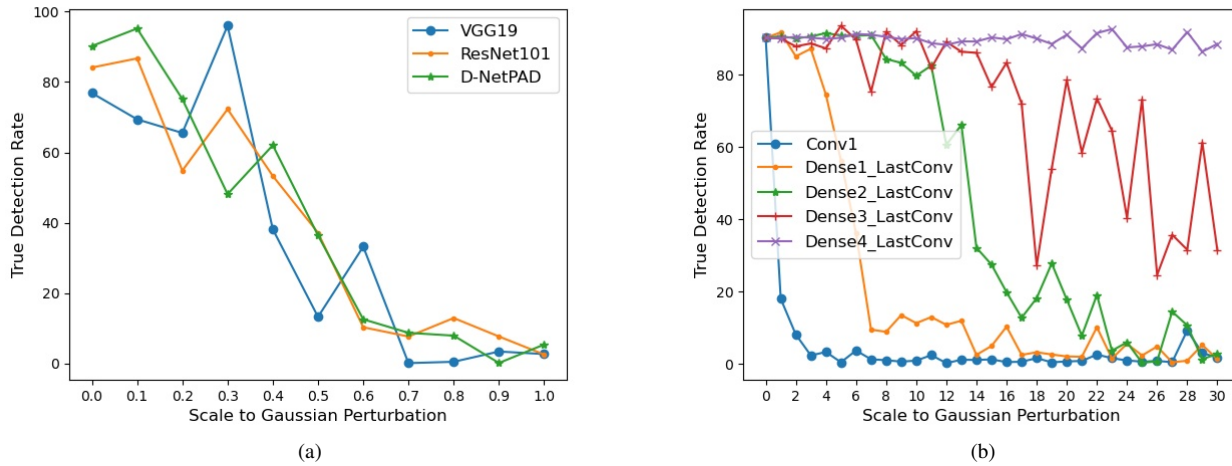 100
80
60
40
20
0
True Detection Rate
0.0 0.1 0.2 0.3 0.4 0.5 0.6 0.7 0.8 0.9 1.0
Scale to Gaussian Perturbation
VGG19
ResNet101
D-NetPAD
(a)
80
60
40
20
0
True Detection Rate
0 2 4 6 8 10 12 14 16 18 20 22 24 26 28 30
Scale to Gaussian Perturbation
Conv1
Dense1_LastConv
Dense2_LastConv
Dense3_LastConv
Dense4_LastConv
(b)